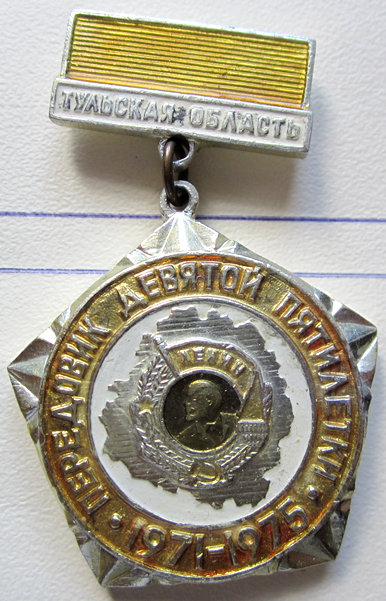 ТУЛЬСКАЯ ОБЛАСТЬ
ПЕРЕДОВИК ДЕВЯТОЙ ПЯТИЛЕТКИ
ЛЕНИН
• 1971-1975 •